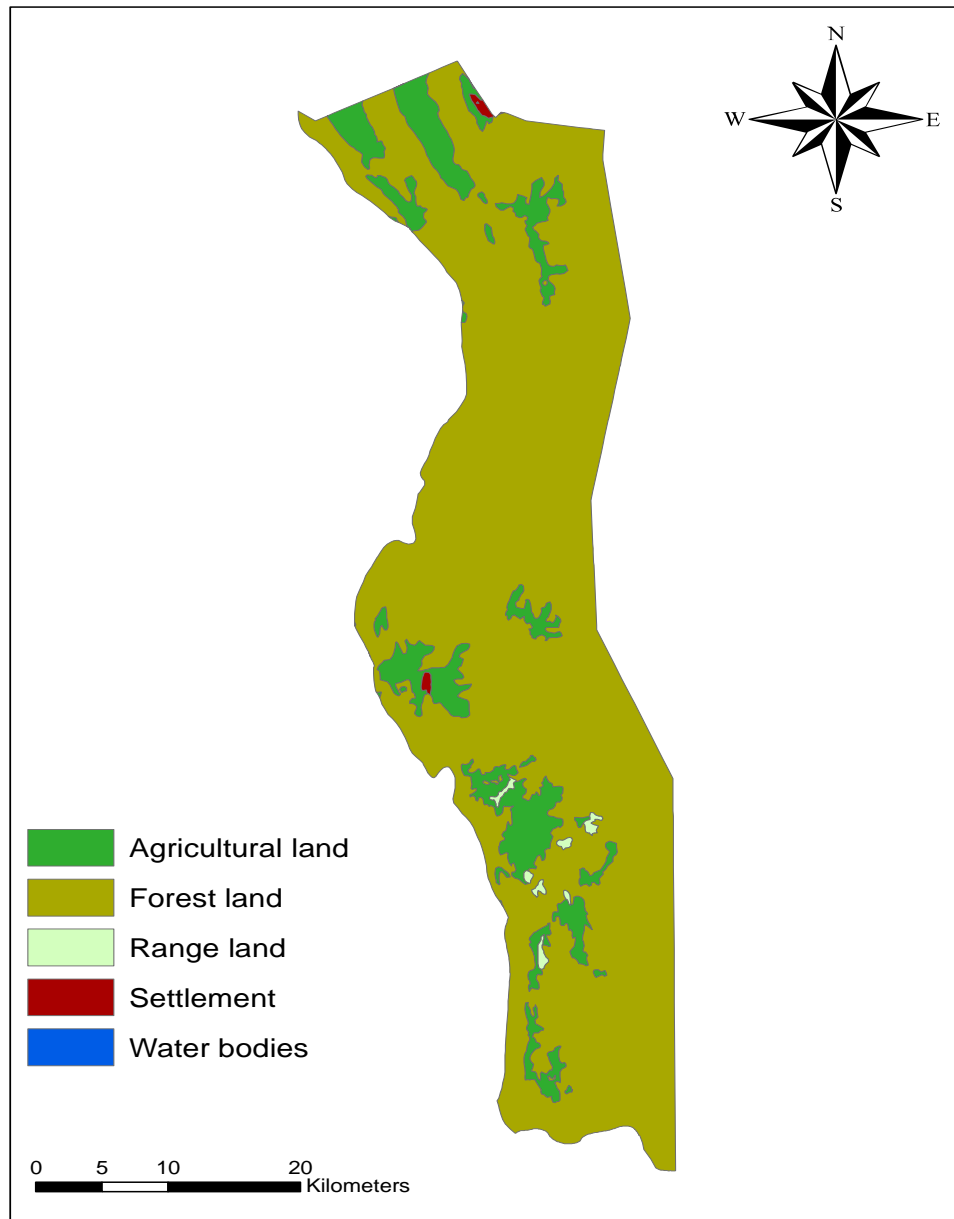 N
W E
S
Agricultural land
Forest land
Range land
Settlement
Water bodies
0 5 10 20
Kilometers